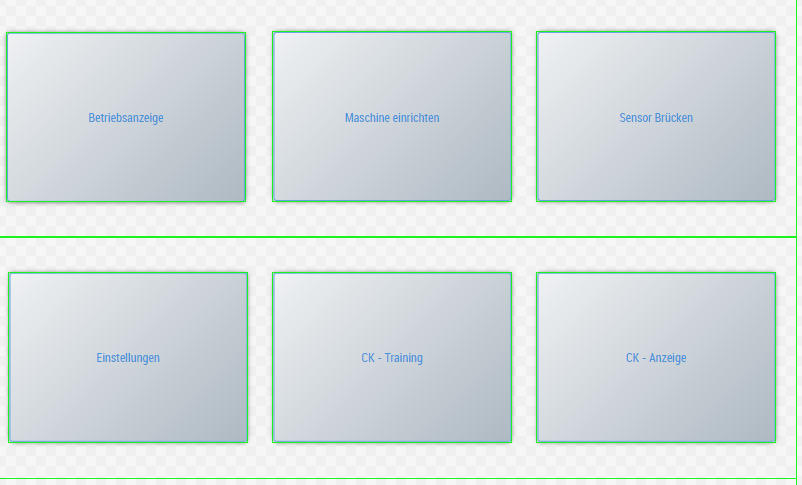 Betriebsanzeige
Maschine einrichten
Sensor Brücken
Einstellungen
CK - Training
CK - Anzeige